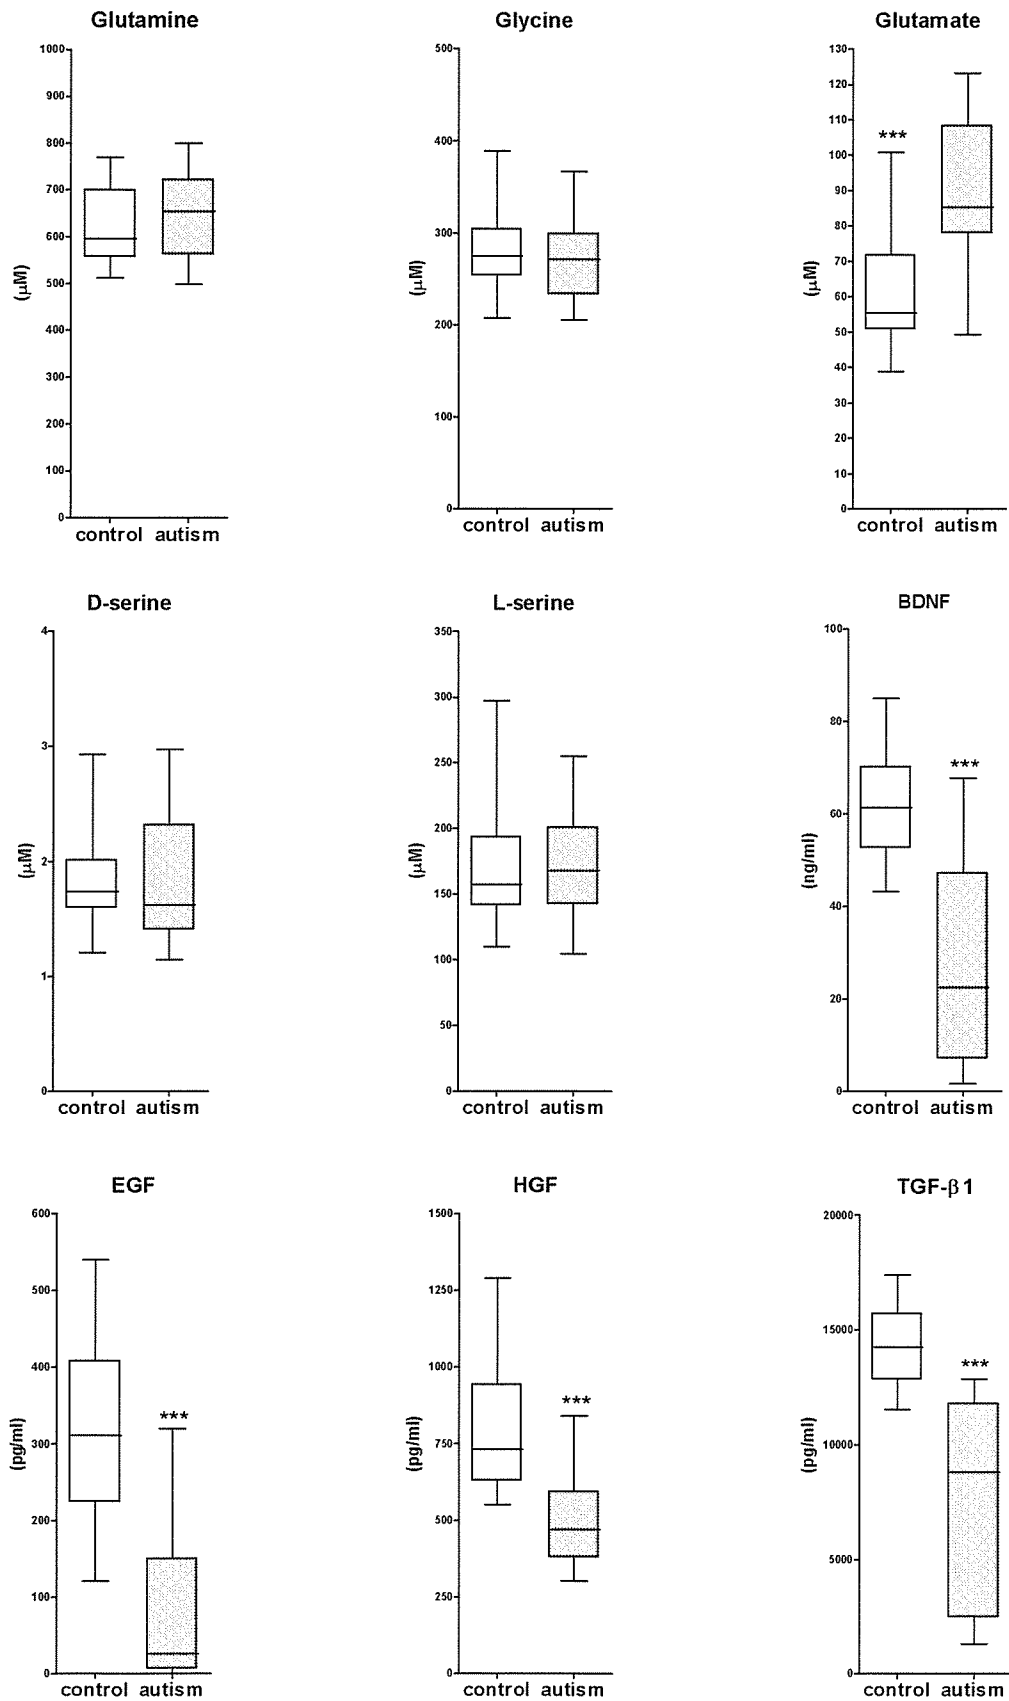 Glutamine
1000
900
800
700
600
500
400
300
200
100
0
(μM)
control autism
Glycine
500
400
300
200
100
0
(μM)
control autism
Glutamate
130
120
110
100
90
80
70
60
50
40
30
20
10
0
(μM)
***
control autism
D-serine
4
3
2
1
0
(μM)
control autism
L-serine
350
300
250
200
150
100
50
0
(μM)
control autism
BDNF
100
80
60
40
20
0
(ng/ml)
***
control autism
EGF
600
500
400
300
200
100
0
(pg/ml)
***
control autism
HGF
1500
1250
1000
750
500
250
0
(pg/ml)
***
control autism
TGF-β1
20000
15000
10000
5000
0
(pg/ml)
***
control autism